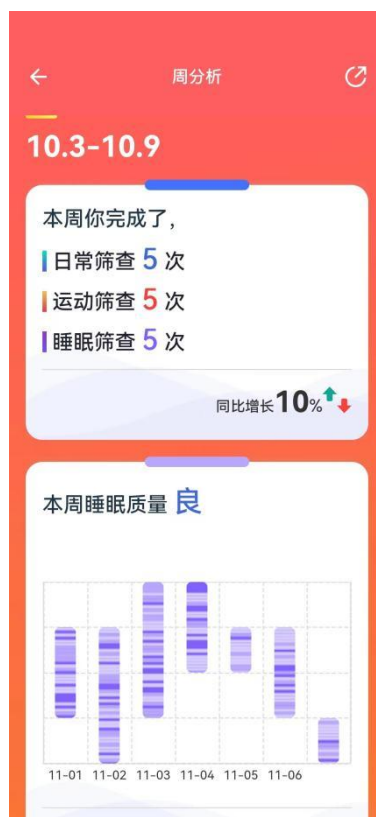 周分析
10.3-10.9
本周你完成了,
日常筛查 5 次
运动筛查 5 次
睡眠筛查 5 次
同比增长10%
本周睡眠质量 良
11-01 11-02 11-03 11-04 11-05 11-06